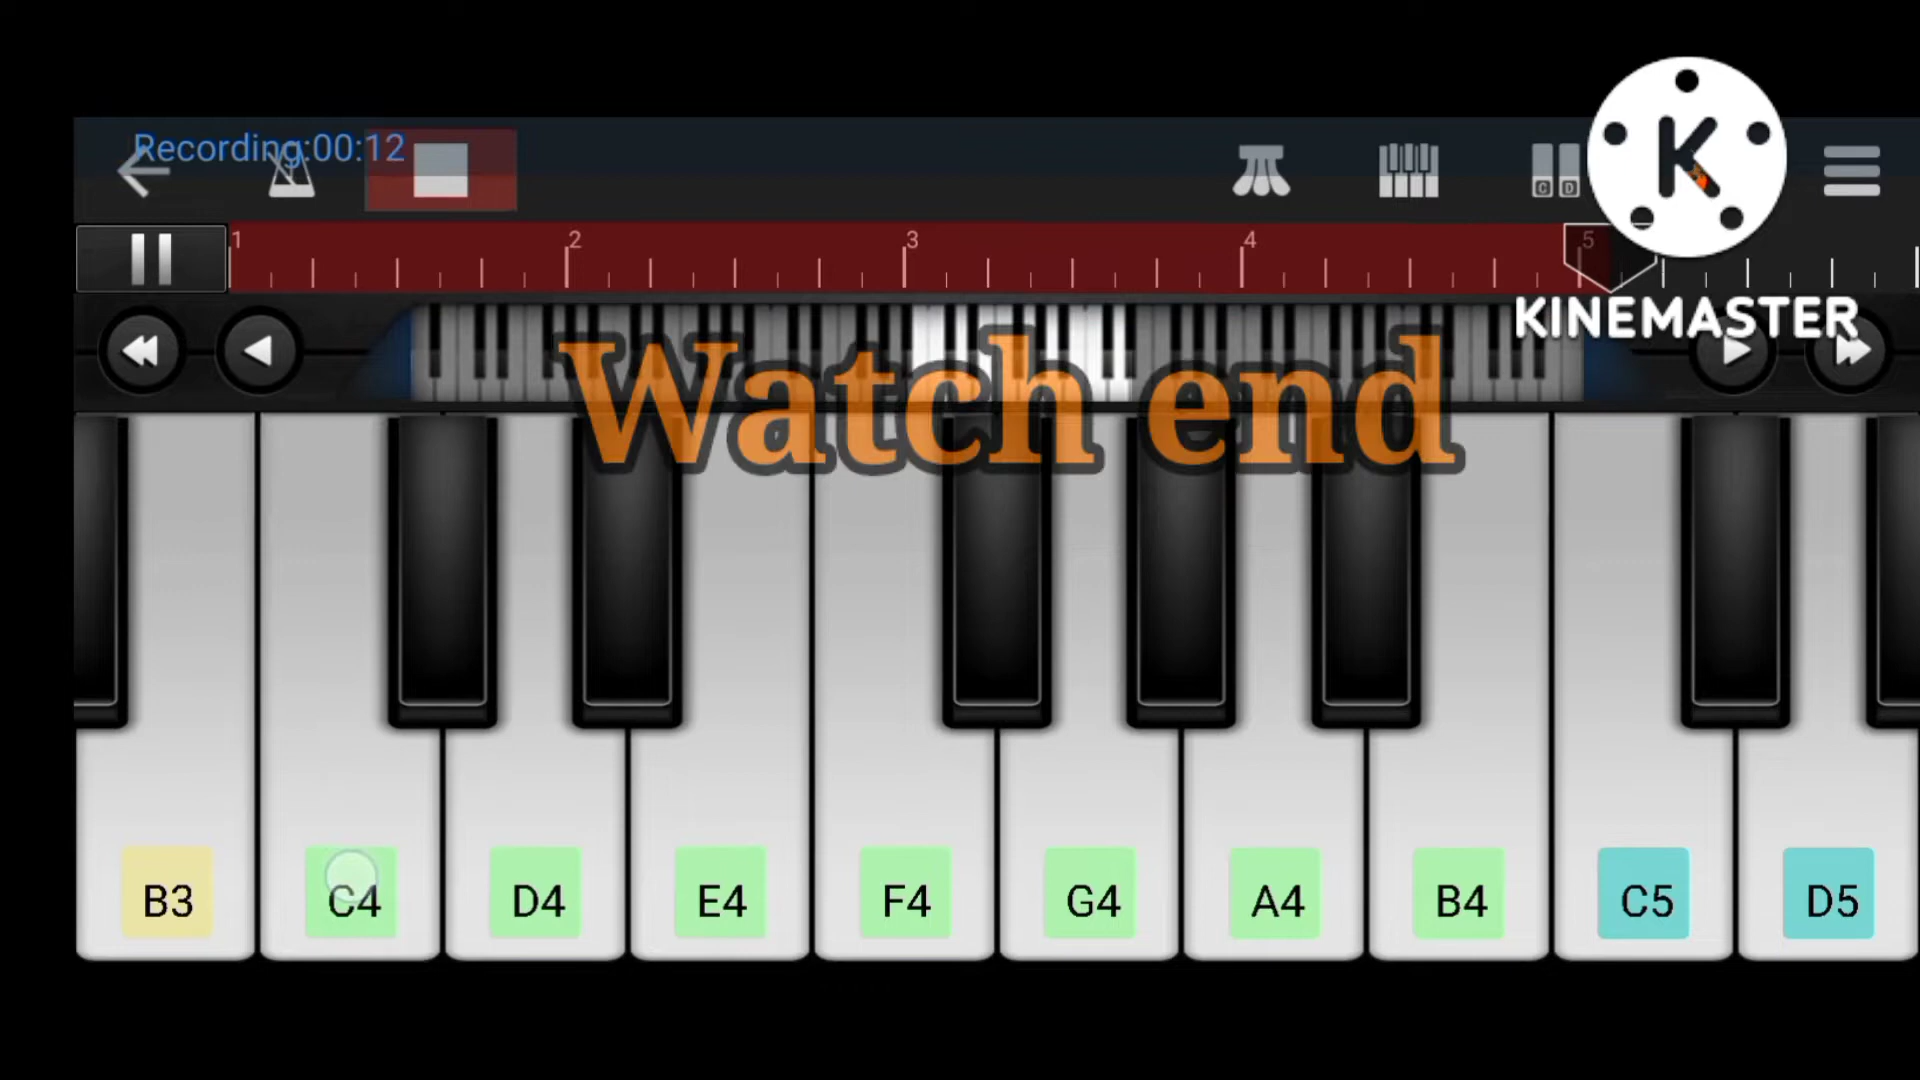 Recording:00:12
1 2 3 4 5
C D
K
KINEMASTER
Watch end
B3 C4 D4 E4 F4 G4 A4 B4 C5 D5